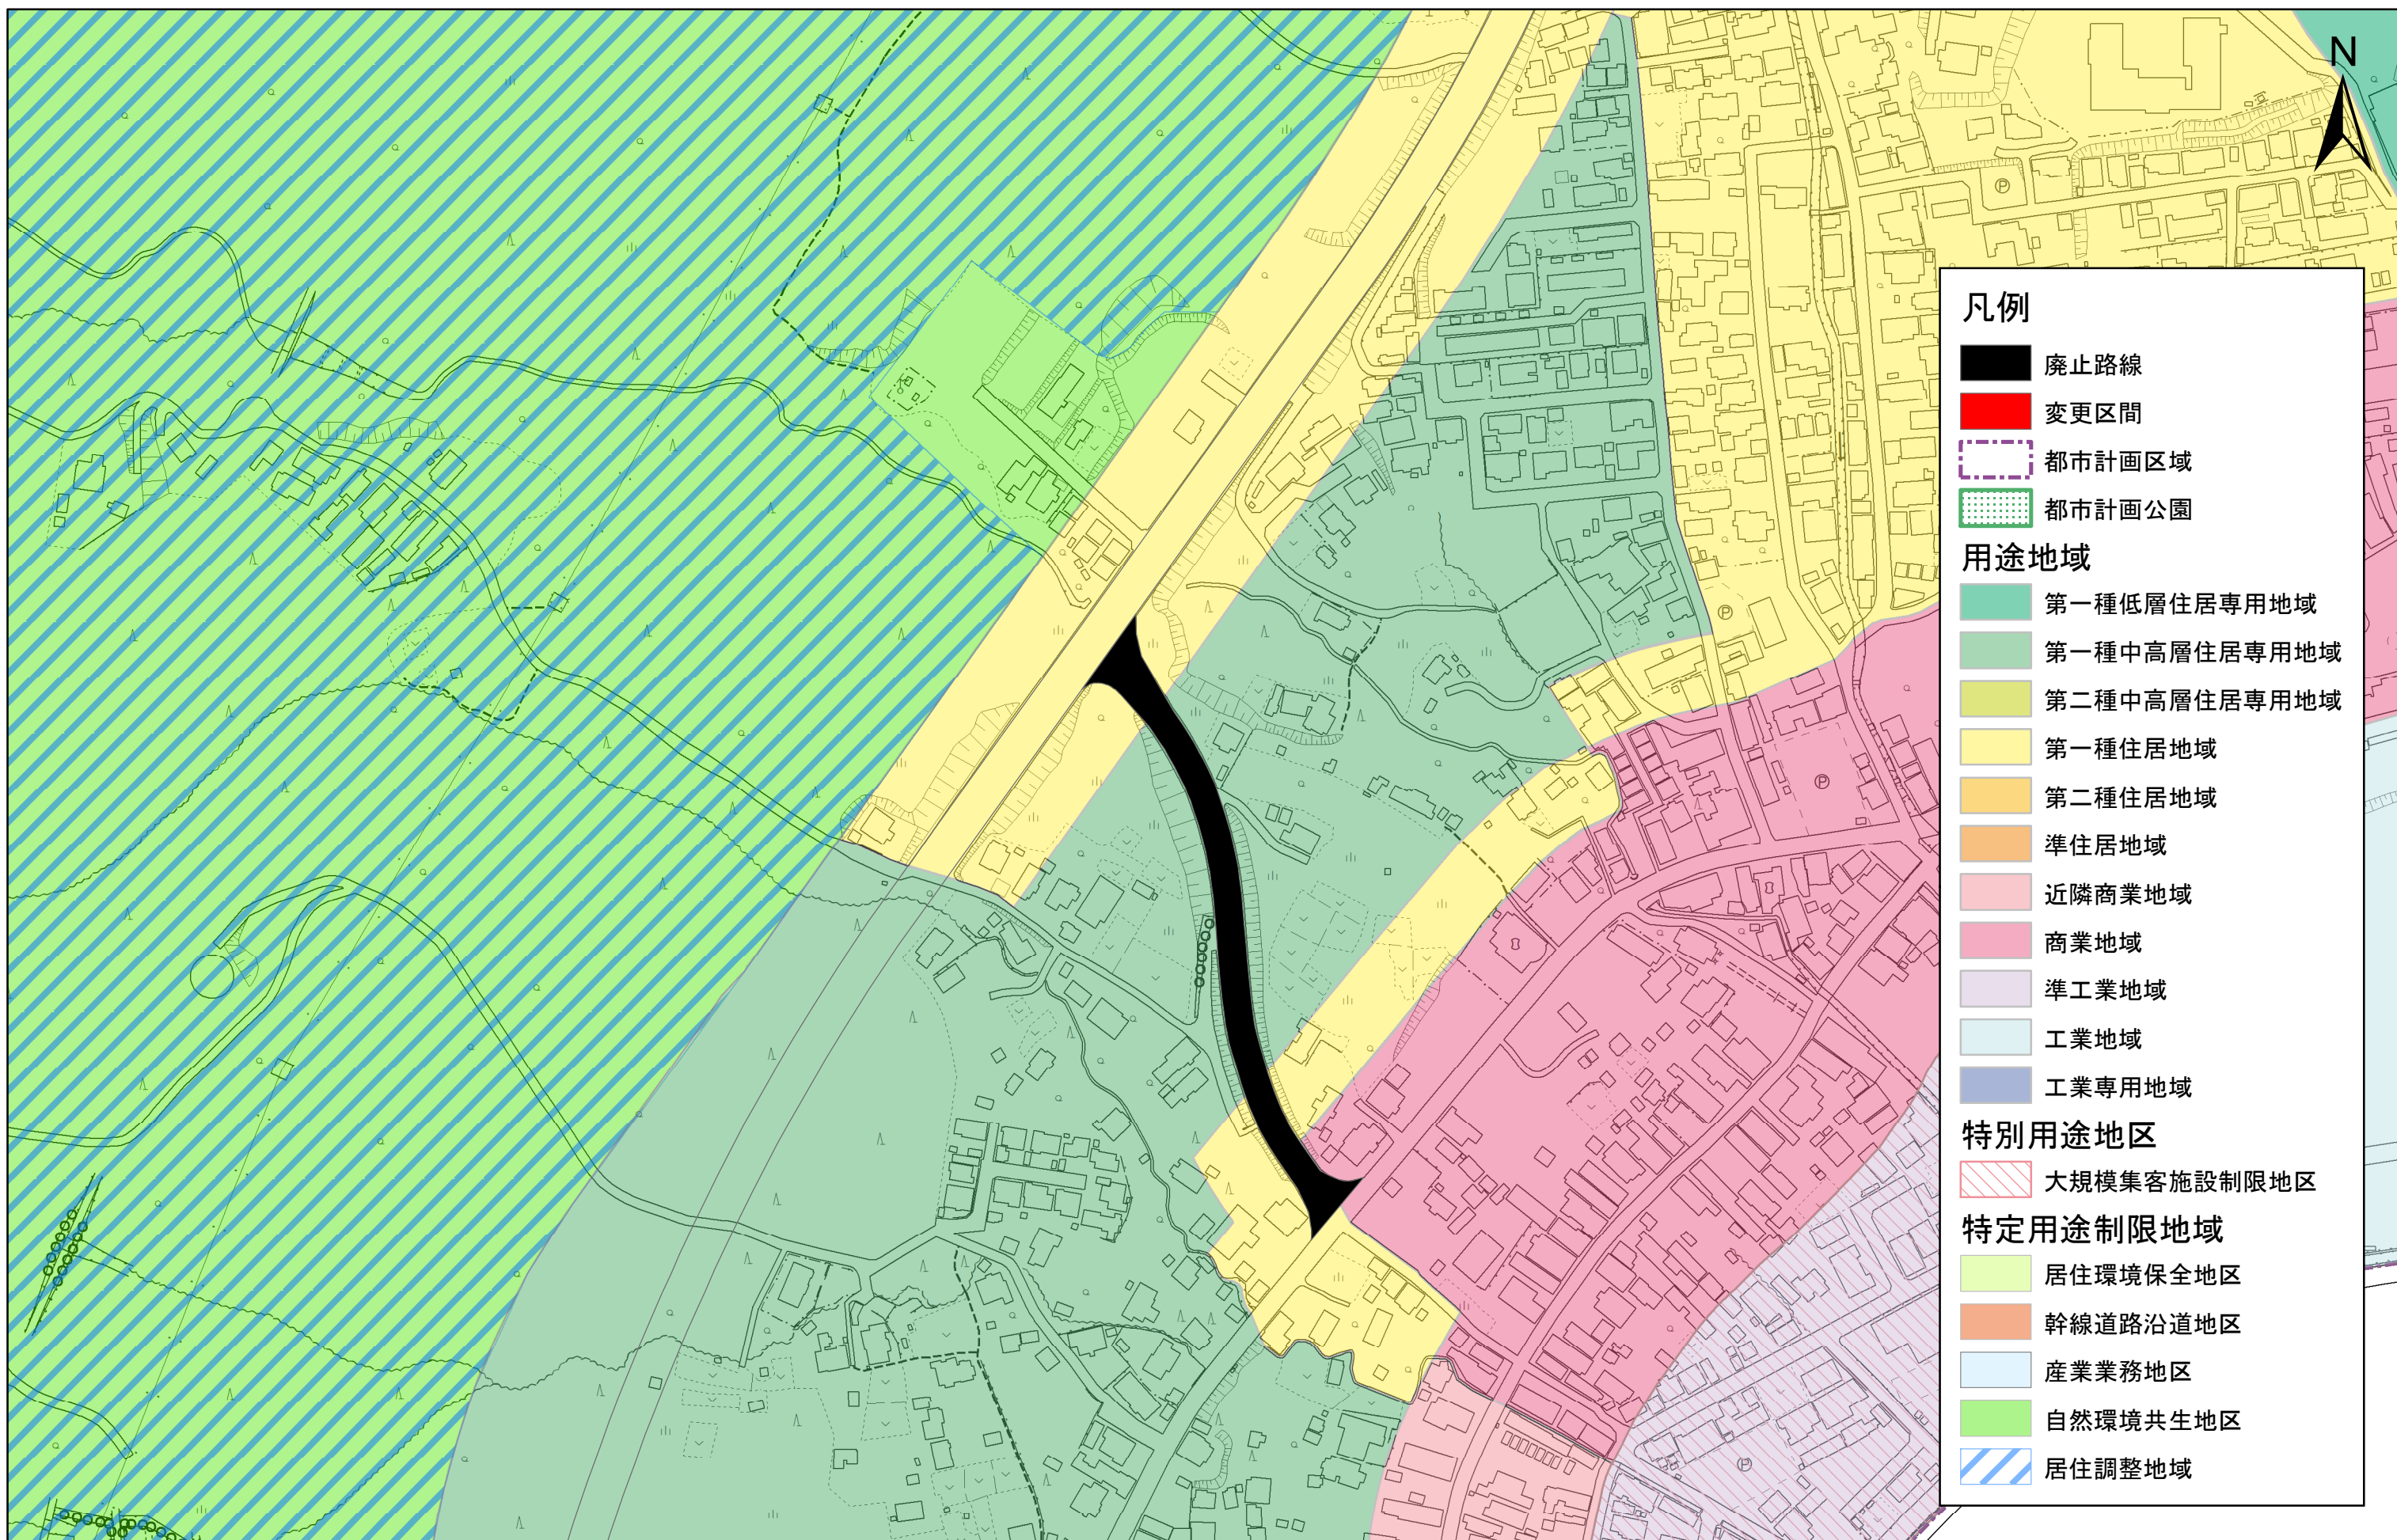 N
凡例
廃止路線
変更区間
都市計画区域
都市計画公園
用途地域
第一種低層住居専用地域
第一種中高層住居専用地域
第二種中高層住居専用地域
第一種住居地域
第二種住居地域
準住居地域
近隣商業地域
商業地域
準工業地域
工業地域
工業専用地域
特別用途地区
大規模集客施設制限地区
特定用途制限地域
居住環境保全地区
幹線道路沿道地区
産業業務地区
自然環境共生地区
居住調整地域
P
P
P
P